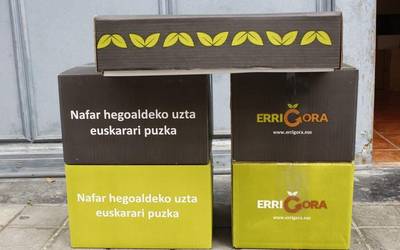 Nafar hegoaldeko uzta
euskarari puzka
ERRIGORA
www.errigora.eus
Nafar hegoaldeko uzta
euskarari puzka
ERRIGORA
www.errigora.eus